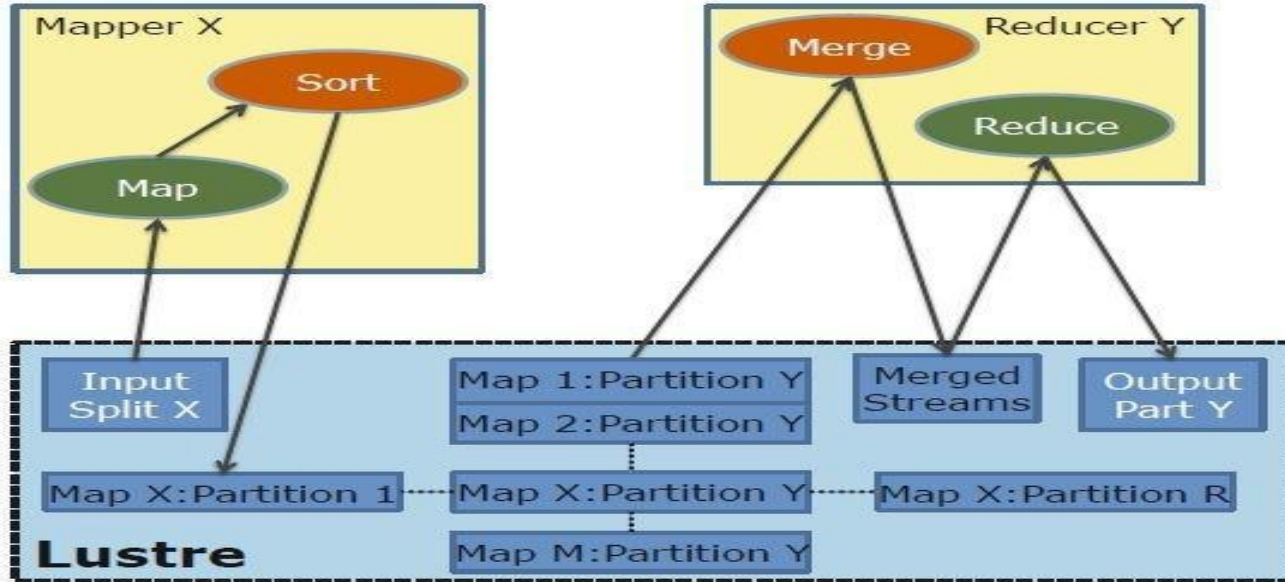 Mapper X
Sort
Map
Merge
Reducer Y
Reduce
Input
Split X
Map 1:Partition Y
Map 2:Partition Y
Merged
Streams
Output
Part Y
Map X:Partition 1
Map X:Partition Y
Map X:Partition R
Map M:Partition Y
Lustre